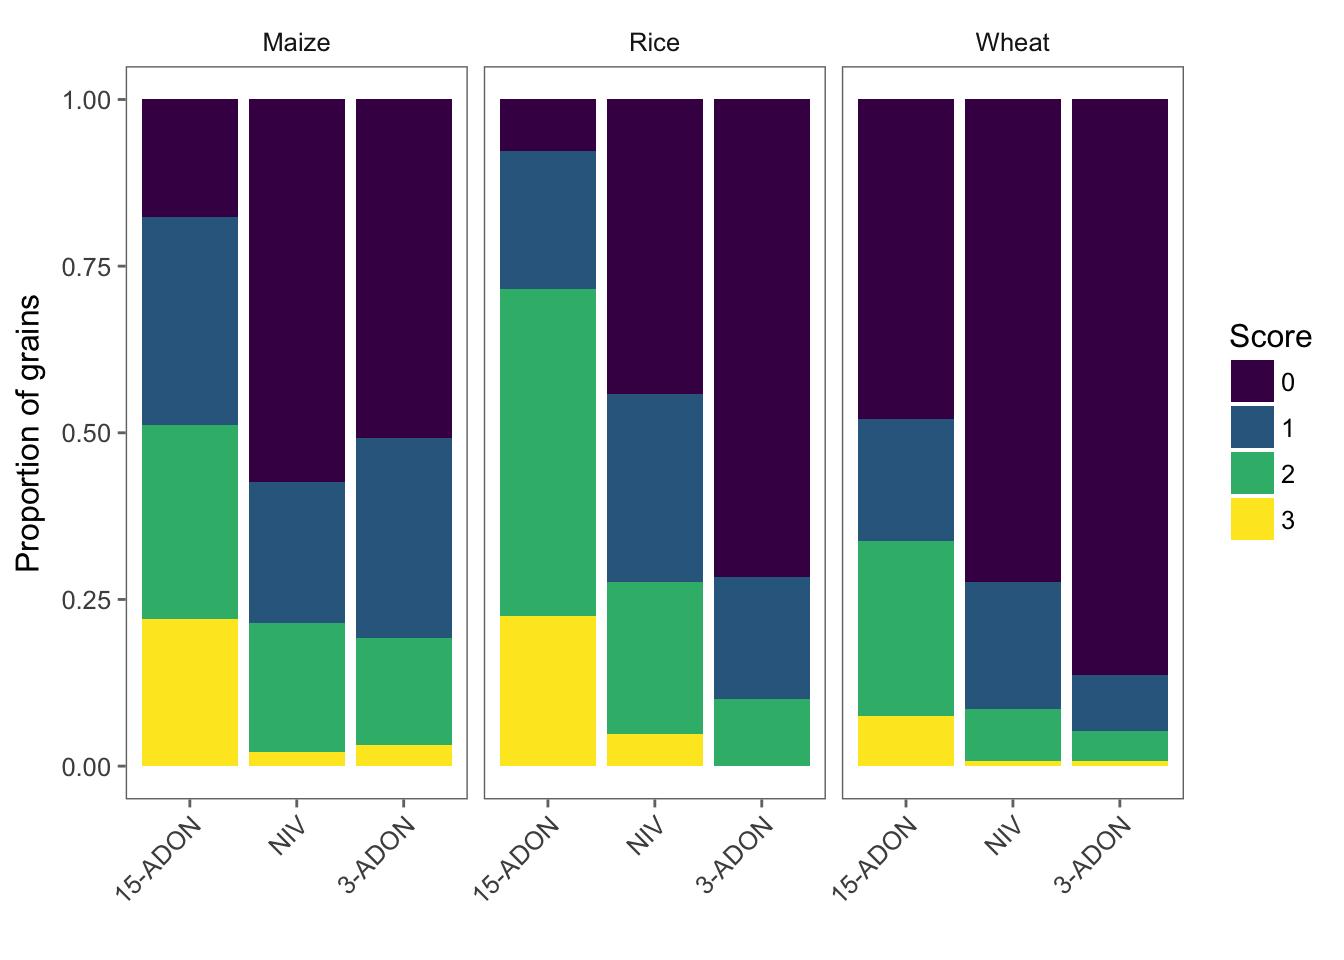 Maize
Rice
Wheat
Proportion of grains
1.00
0.75
0.50
0.25
0.00
15-ADON
NIV
3-ADON
15-ADON
NIV
3-ADON
15-ADON
NIV
3-ADON
Score
0
1
2
3